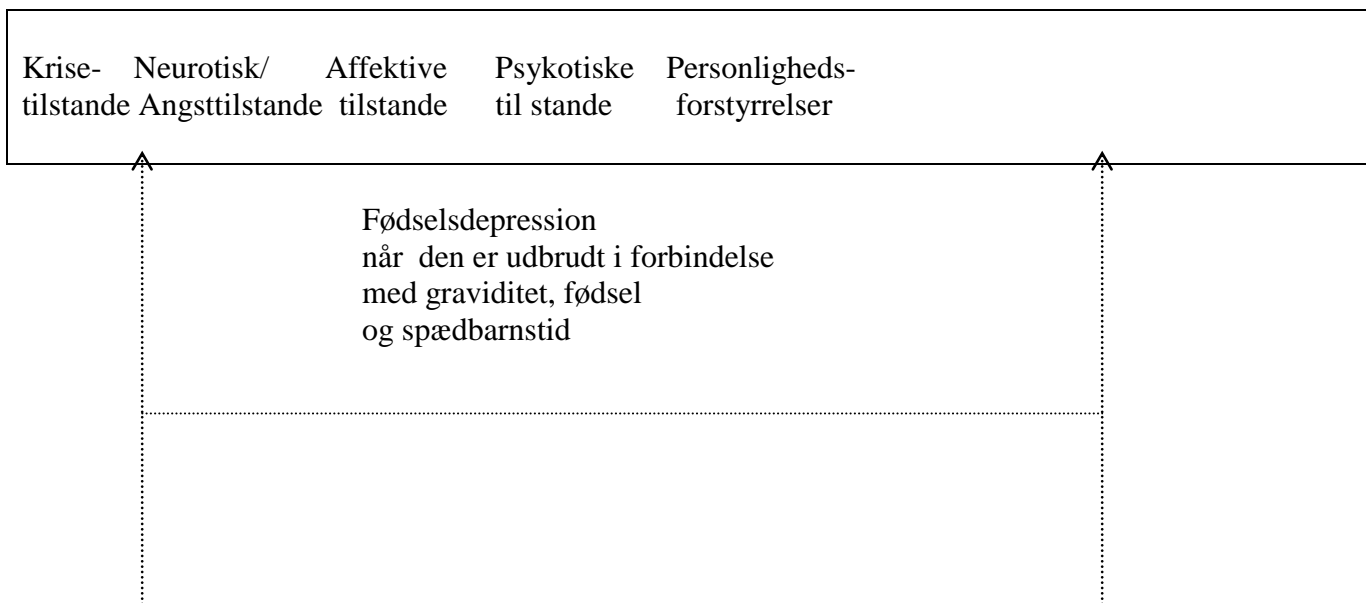 Krise- Neurotisk/ Affektive Psykotiske Personligheds-
tilstande Angsttilstande tilstande til stande forstyrrelser
Fødselsdepression
når den er udbrudt i forbindelse
med graviditet, fødsel
og spædbarnstid